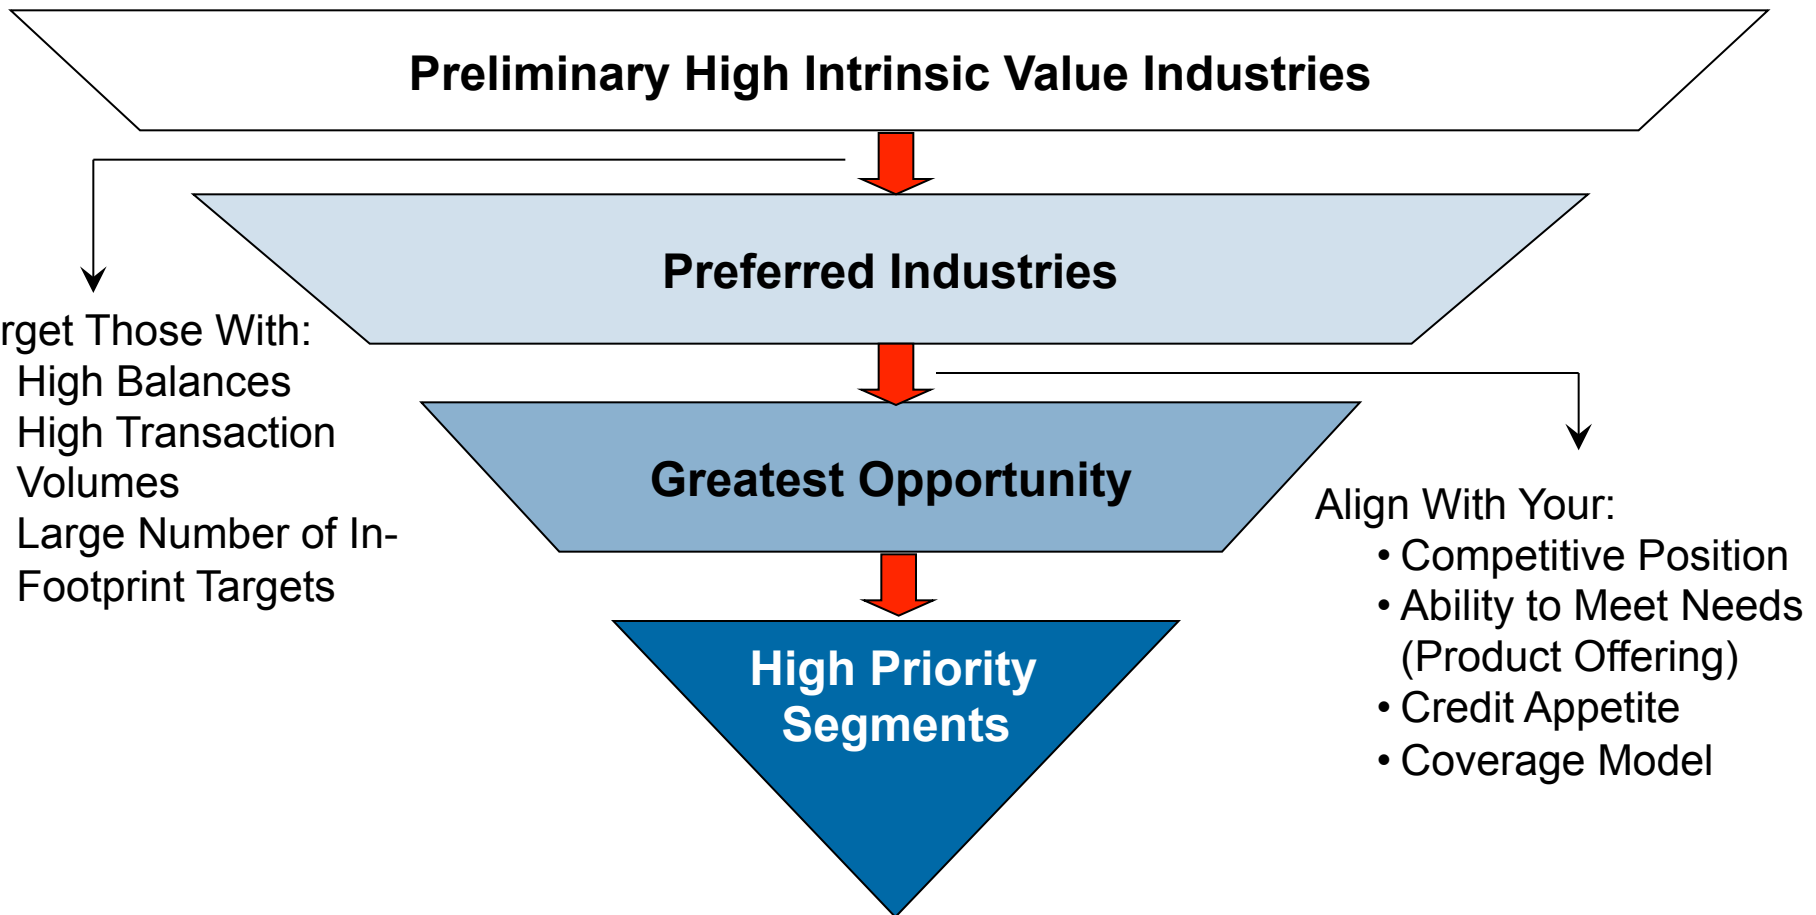 Preliminary High Intrinsic Value Industries
Preferred Industries
rget Those With:
High Balances
High Transaction
Volumes
Large Number of In-
Footprint Targets
Greatest Opportunity
Align With Your:
• Competitive Position
• Ability to Meet Needs
(Product Offering)
• Credit Appetite
• Coverage Model
High Priority
Segments